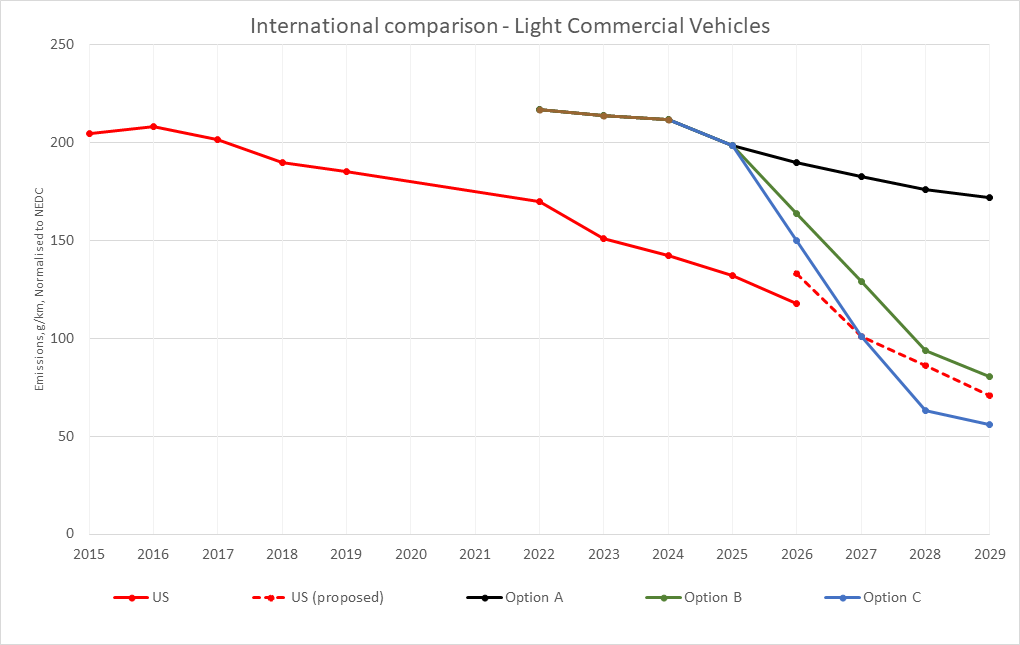 International comparison - Light Commercial Vehicles
Emissions, g/km, Normalised to NEDC
250
200
150
100
50
0
2015 2016 2017 2018 2019 2020 2021 2022 2023 2024 2025 2026 2027 2028 2029
US US (proposed) Option A Option B Option C